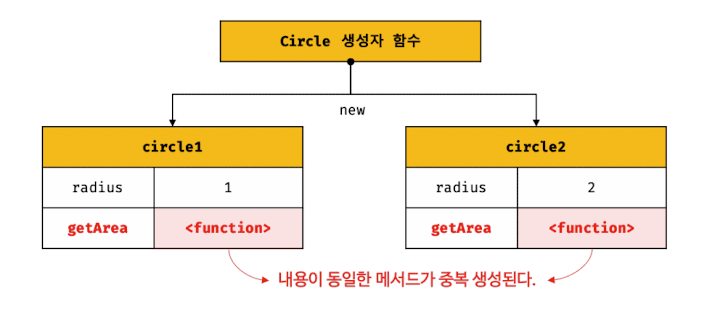 Circle 생성자 함수
new
circle1
radius 1
getArea <function>
circle2
radius 2
getArea <function>
내용이 동일한 메서드가 중복 생성된다.